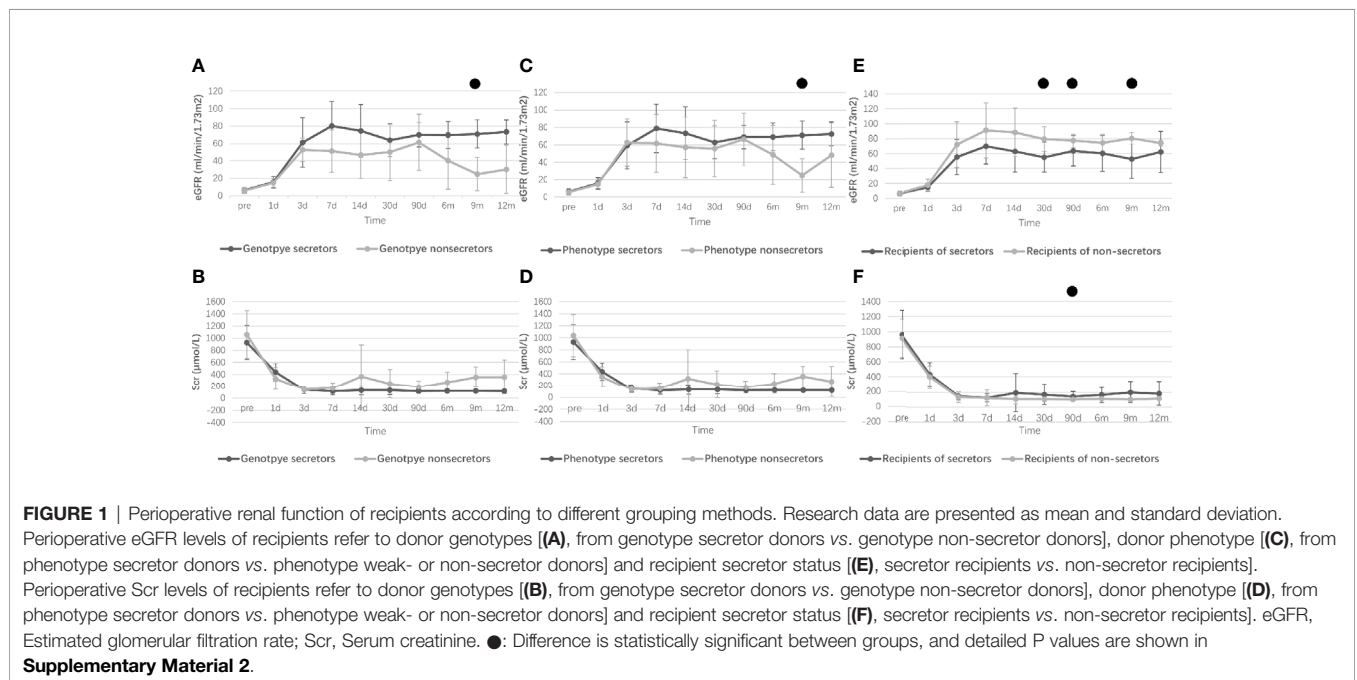 A
eGFR (ml/min/1.73m2)
120
100
80
60
40
20
0
pre 1d 3d 7d 14d 30d 90d 6m 9m 12m
Time
Genotpye secretors Genotpye nonsecretors
C
eGFR (ml/min/1.73m2)
120
100
80
60
40
20
0
pre 1d 3d 7d 14d 30d 90d 6m 9m 12m
Time
Phenotype secretors Phenotype nonsecretors
E
eGFR (ml/min/1.73m2)
140
120
100
80
60
40
20
0
pre 1d 3d 7d 14d 30d 90d 6m 9m 12m
Time
Recipients of secretors Recipients of non-secretors
B
Scr (μmol/L)
1600
1400
1200
1000
800
600
400
200
0
-200
-400
pre 1d 3d 7d 14d 30d 90d 6m 9m 12m
Time
Genotpye secretors Genotpye nonsecretors
D
Scr (μmol/L)
1600
1400
1200
1000
800
600
400
200
0
-200
-400
pre 1d 3d 7d 14d 30d 90d 6m 9m 12m
Time
Phenotype secretors Phenotype nonsecretors
F
Scr (μmol/L)
1400
1200
1000
800
600
400
200
0
-200
pre 1d 3d 7d 14d 30d 90d 6m 9m 12m
Time
Recipients of secretors Recipients of non-secretors
FIGURE 1 | Perioperative renal function of recipients according to different grouping methods. Research data are presented as mean and standard deviation.
Perioperative eGFR levels of recipients refer to donor genotypes [(A), from genotype secretor donors vs. genotype non-secretor donors], donor phenotype [(C), from
phenotype secretor donors vs. phenotype weak- or non-secretor donors] and recipient secretor status [(E), secretor recipients vs. non-secretor recipients].
Perioperative Scr levels of recipients refer to donor genotypes [(B), from genotype secretor donors vs. genotype non-secretor donors], donor phenotype [(D), from
phenotype secretor donors vs. phenotype weak- or non-secretor donors] and recipient secretor status [(F), secretor recipients vs. non-secretor recipients]. eGFR,
Estimated glomerular filtration rate; Scr, Serum creatinine. ●: Difference is statistically significant between groups, and detailed P values are shown in
Supplementary Material 2.